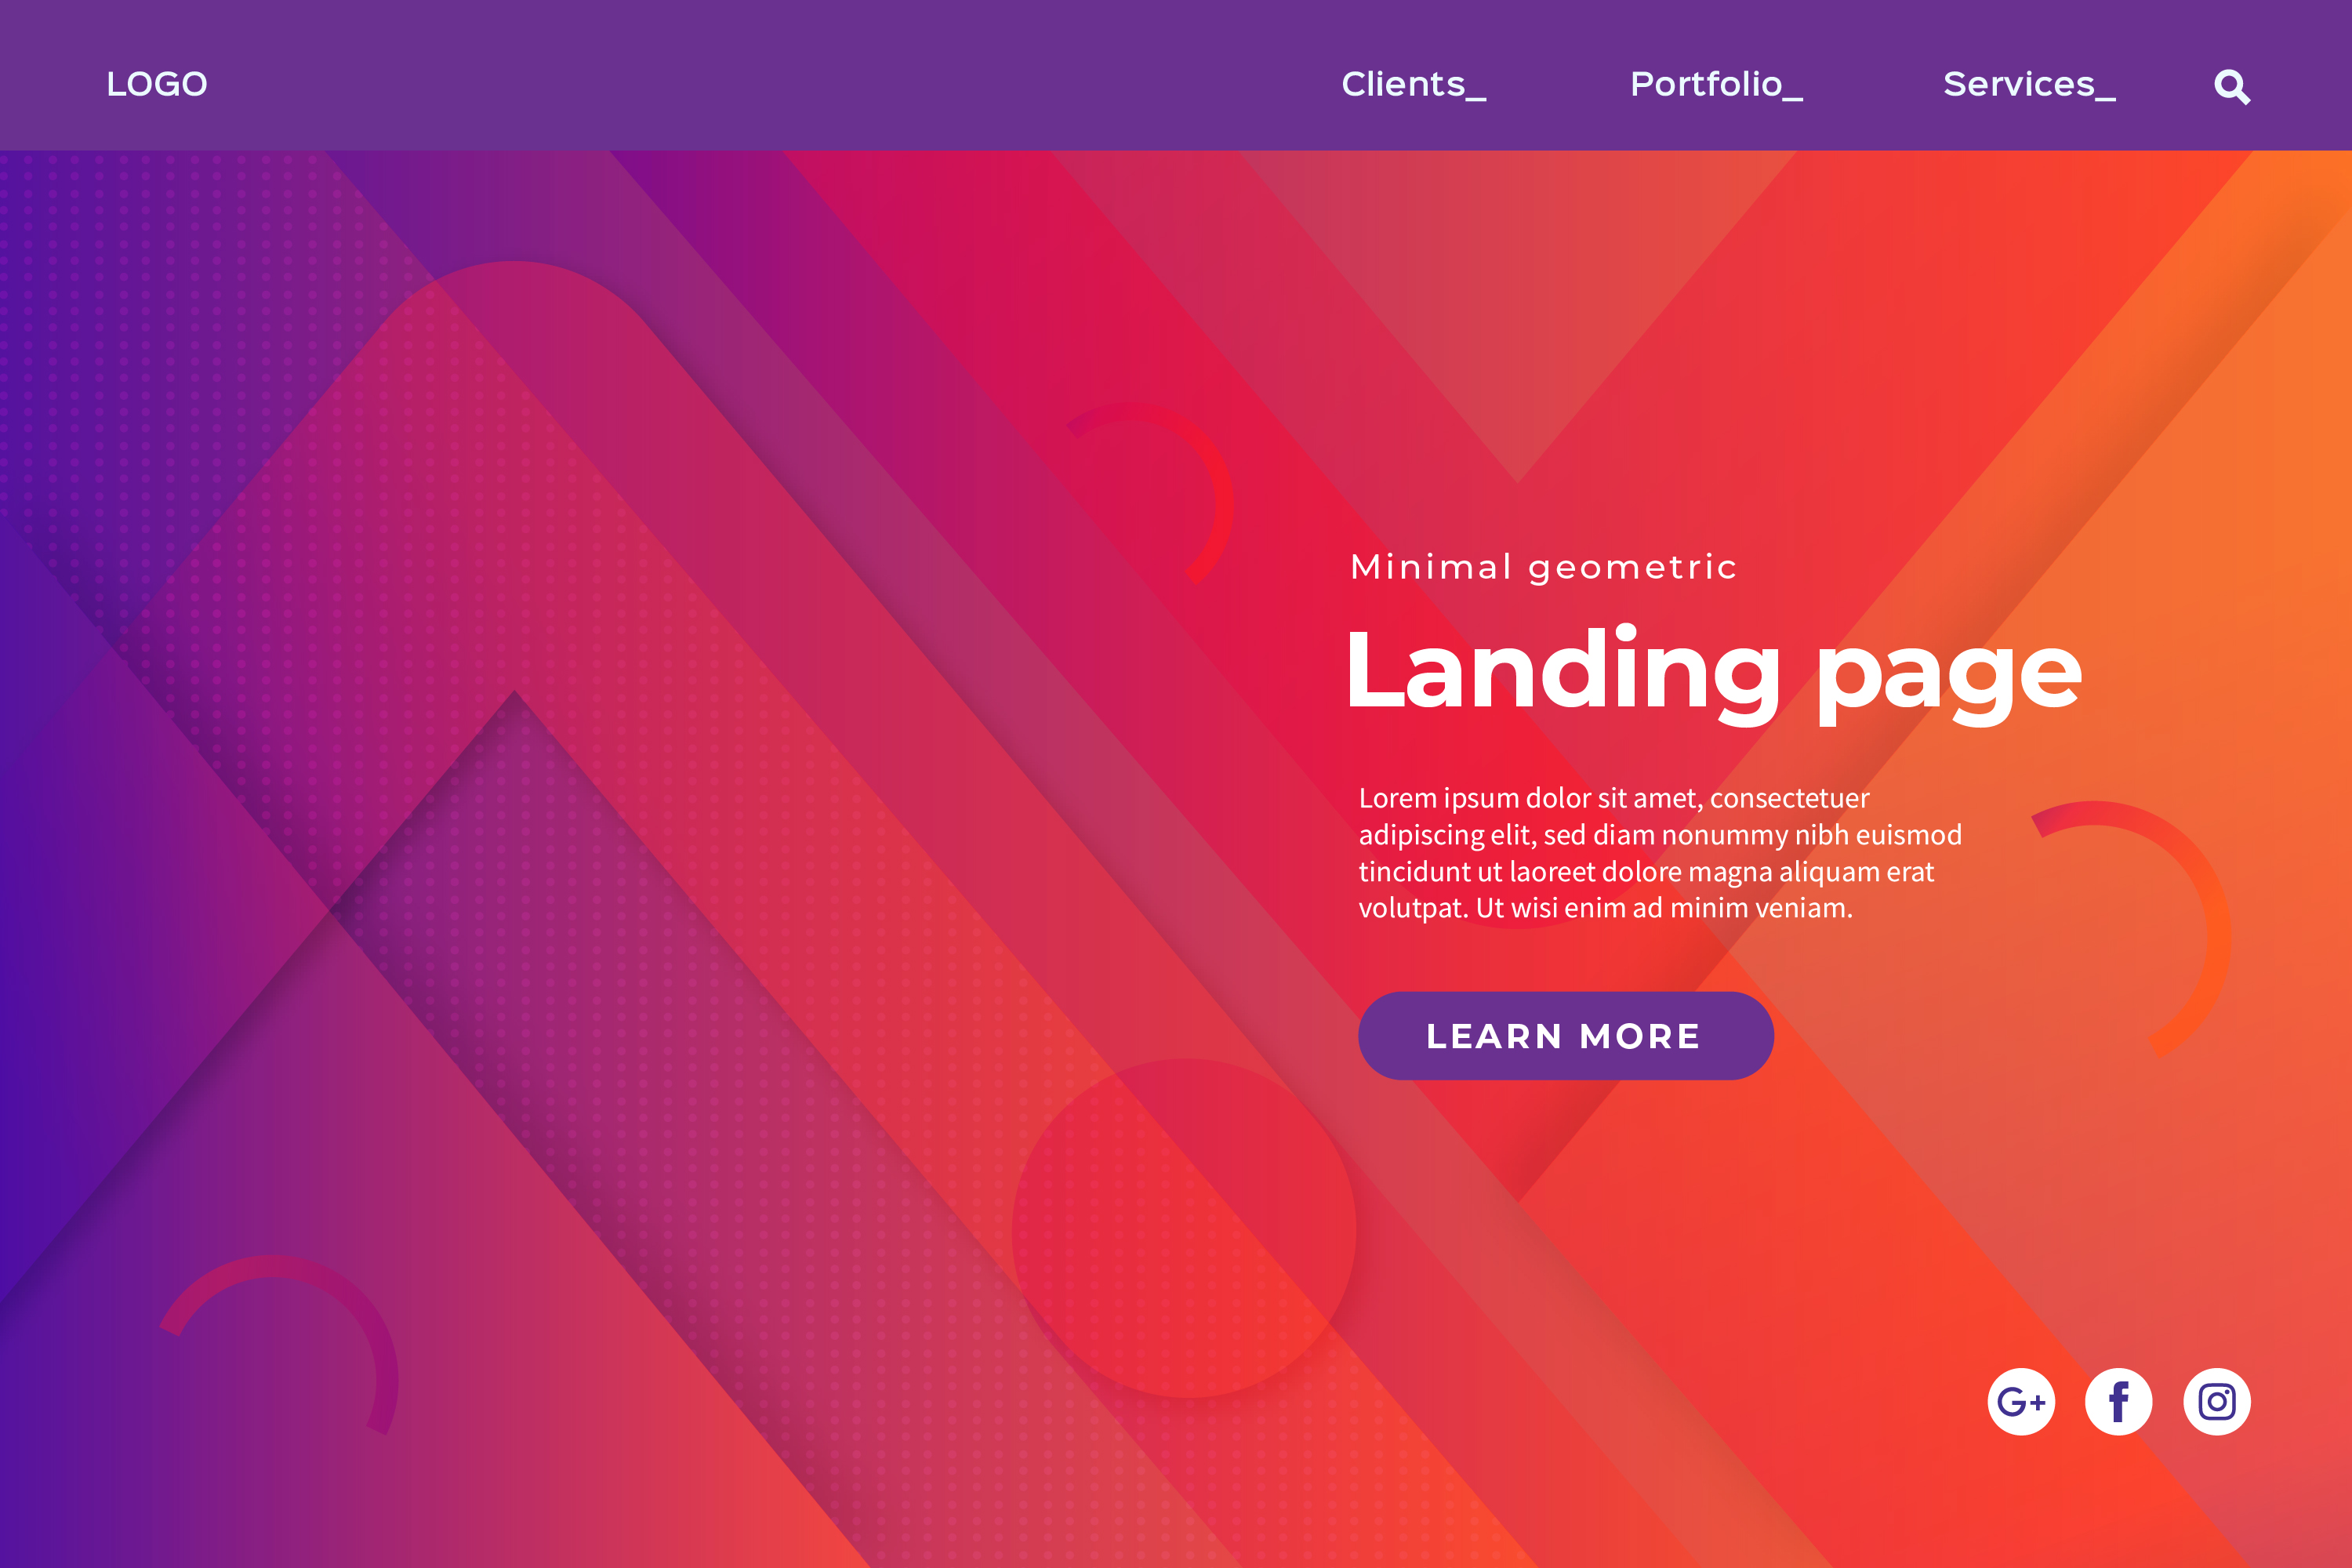 LOGO
Clients_
Portfolio_
Services_
Minimal geometric
Landing page
Lorem ipsum dolor sit amet, consectetuer
adipiscing elit, sed diam nonummy nibh euismod
tincidunt ut laoreet dolore magna aliquam erat
volutpat. Ut wisi enim ad minim veniam.
LEARN MORE
G+
f